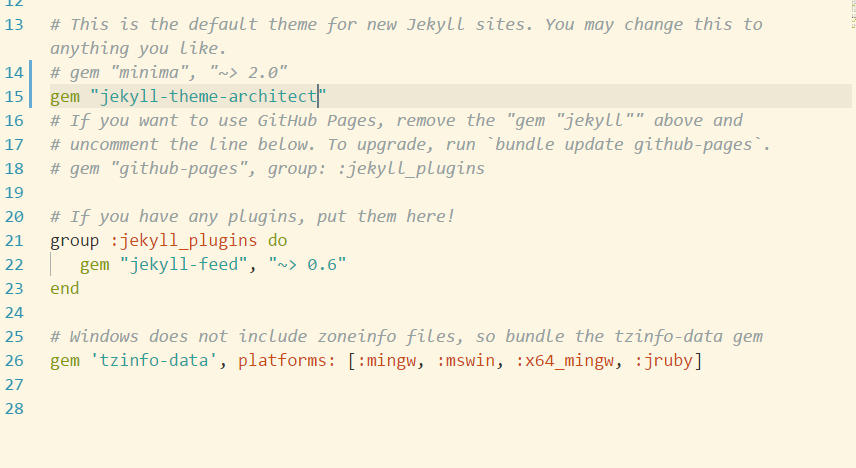 12
13 # This is the default theme for new Jekyll sites. You may change this to
anything you like.
14 # gem "minima", "~> 2.0"
15 gem "jekyll-theme-architect"
16 # If you want to use GitHub Pages, remove the "gem "jekyll"" above and
17 # uncomment the line below. To upgrade, run `bundle update github-pages`.
18 # gem "github-pages", group: :jekyll_plugins
19
20 # If you have any plugins, put them here!
21 group :jekyll_plugins do
22 gem "jekyll-feed", "~> 0.6"
23 end
24
25 # Windows does not include zoneinfo files, so bundle the tzinfo-data gem
26 gem 'tzinfo-data', platforms: [:mingw, :mswin, :x64_mingw, :jruby]
27
28